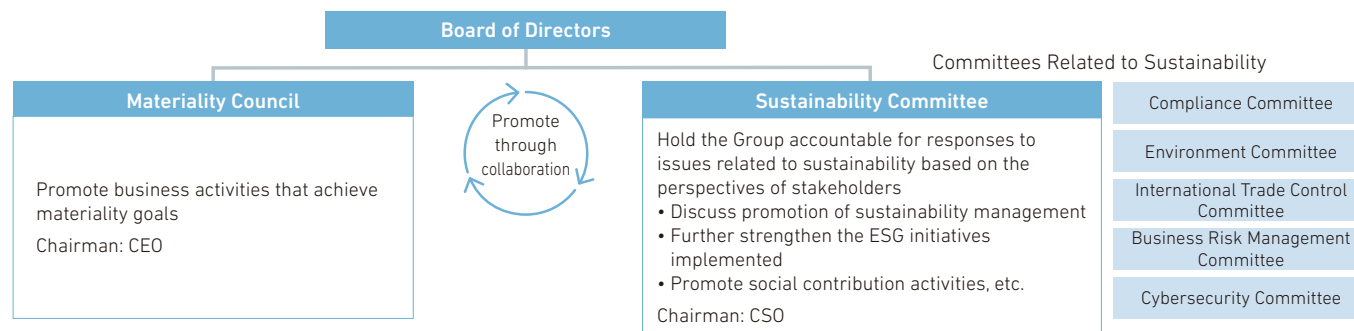 Board of Directors
Committees Related to Sustainability
Materiality Council
Promote business activities that achieve
materiality goals
Chairman: CEO
Promote
through
collaboration
Sustainability Committee
Hold the Group accountable for responses to
issues related to sustainability based on the
perspectives of stakeholders
• Discuss promotion of sustainability management
• Further strengthen the ESG initiatives
implemented
• Promote social contribution activities, etc.
Chairman: CSO
Compliance Committee
Environment Committee
International Trade Control
Committee
Business Risk Management
Committee
Cybersecurity Committee